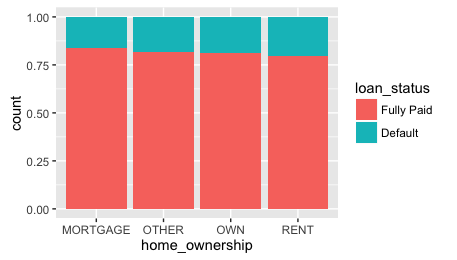 1.00
0.75
0.50
0.25
0.00
count
MORTGAGE OTHER OWN RENT
home_ownership
loan_status
Fully Paid
Default